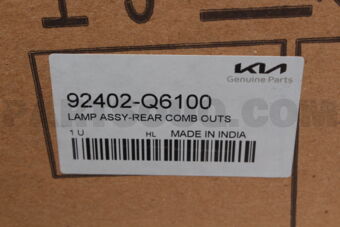 KIA
Genuine Parts
92402-Q6100
LAMP ASSY-REAR COMB OUTS
1 U HL MADE IN INDIA